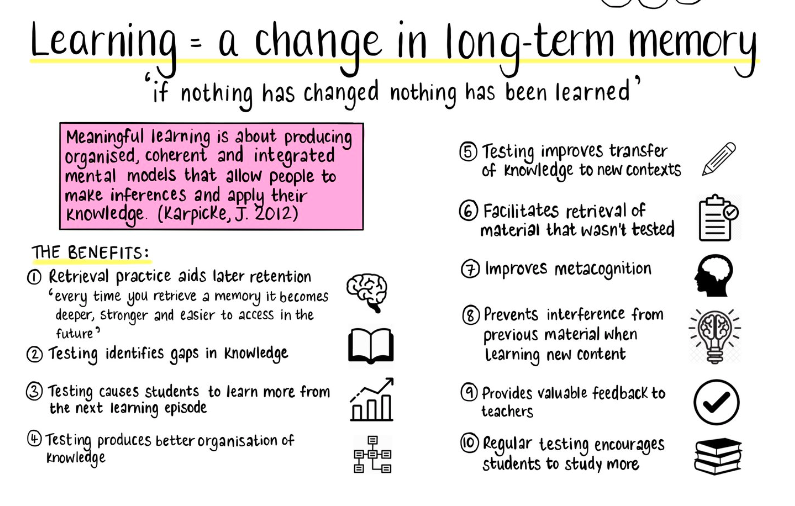 Learning = a change in long-term memory
'if nothing has changed nothing has been learned'
Meaningful learning is about producing
organised, coherent and integrated
mental models that allow people to
make inferences and apply their
knowledge. (Karpicke, J. 2012)
THE BENEFITS:
① Retrieval practice aids later retention
'every time you retrieve a memory it becomes
deeper, stronger and easier to access in the
future'
② Testing identifies gaps in knowledge
③ Testing causes students to learn more from
the next learning episode
④ Testing produces better organisation of
knowledge
⑤ Testing improves transfer
of knowledge to new contexts
⑥ Facilitates retrieval of
material that wasn't tested
⑦ Improves metacognition
⑧ Prevents interference from
previous material when
learning new content
⑨ Provides valuable feedback to
teachers
⑩ Regular testing encourages
students to study more